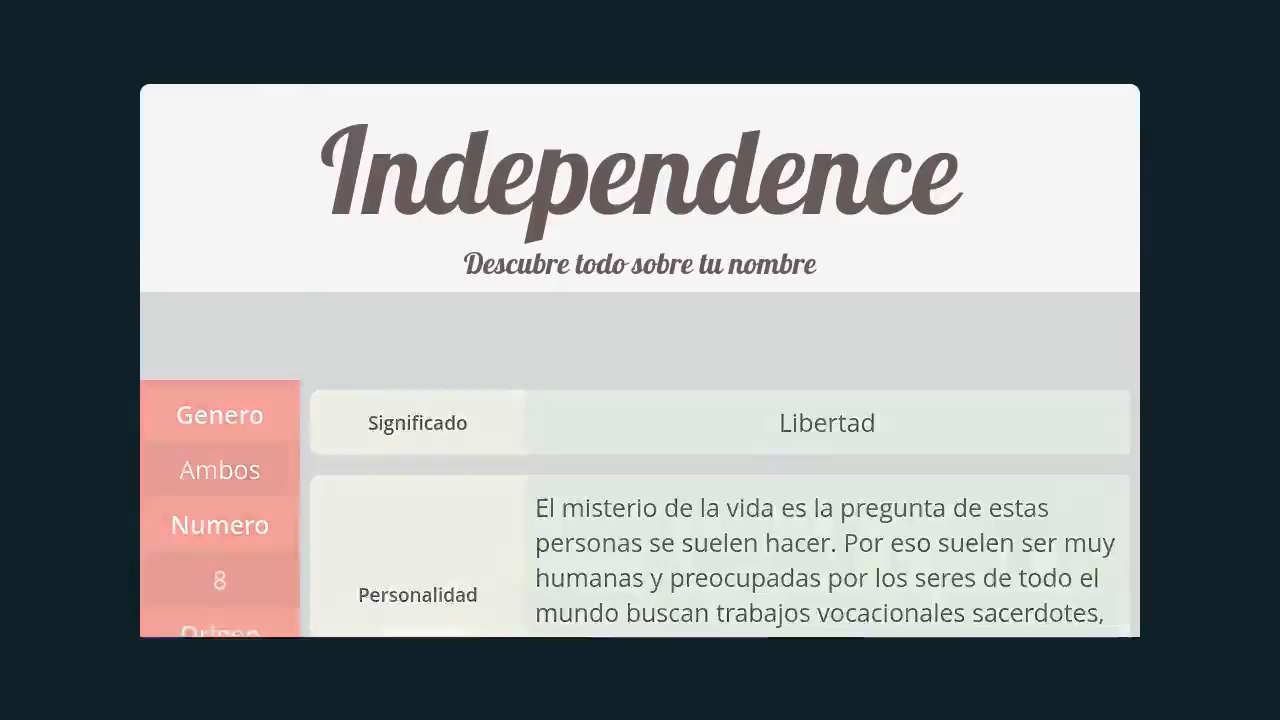 Independence
Descubre todo sobre tu nombre
Genero
Ambos
Numero
8
Origen
Significado
Libertad
Personalidad
El misterio de la vida es la pregunta de estas
personas se suelen hacer. Por eso suelen ser muy
humanas y preocupadas por los seres de todo el
mundo buscan trabajos vocacionales sacerdotes,